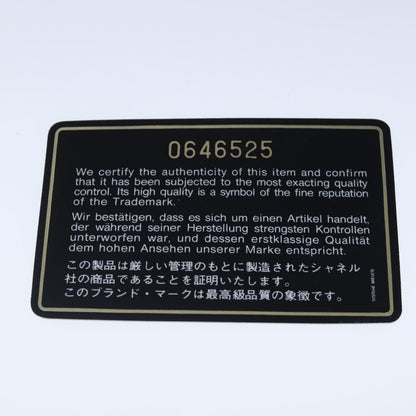 0646525
We certify the authenticity of this item and confirm
that it has been subjected to the most exacting quality
control. Its high quality is a symbol of the fine reputation
of the Trademark.
Wir bestätigen, dass es sich um einen Artikel handelt,
der während seiner Herstellung strengsten Kontrollen
unterworfen war, und dessen erstklassige Qualität
dem hohen Ansehen unserer Marke entspricht.
この製品は厳しい管理のもとに製造されたシャネル
社の商品であることを証明いたします。
このブランド・マークは最高級品質の象徴です。